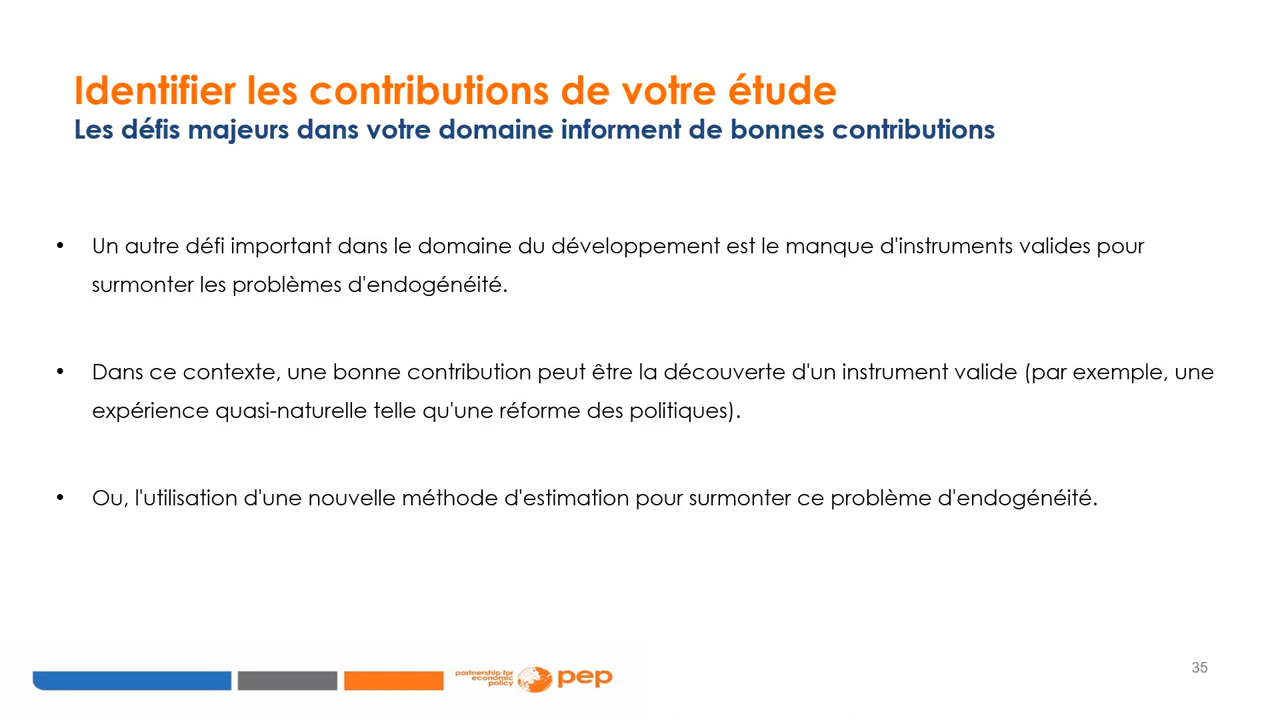 Identifier les contributions de votre étude
Les défis majeurs dans votre domaine informent de bonnes contributions
• Un autre défi important dans le domaine du développement est le manque d'instruments valides pour
surmonter les problèmes d'endogénéité.
• Dans ce contexte, une bonne contribution peut être la découverte d'un instrument valide (par exemple, une
expérience quasi-naturelle telle qu'une réforme des politiques).
• Ou, l'utilisation d'une nouvelle méthode d'estimation pour surmonter ce problème d'endogénéité.
partnership for
economic
policy
pep
35